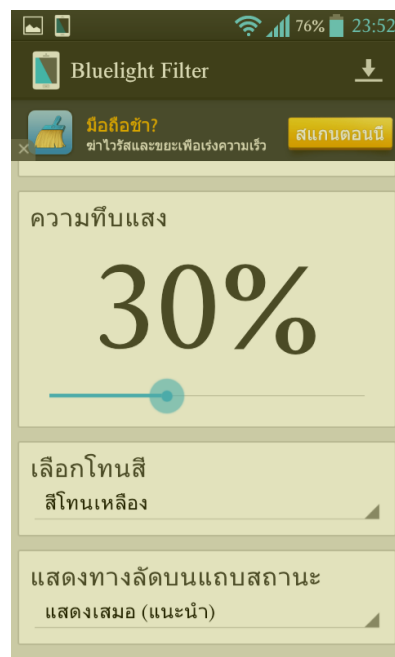 76% 23:52
Bluelight Filter
มือถือช้า?
ฆ่าไวรัสและขยะเพื่อเร่งความเร็ว
สแกนตอนนี้
ความทึบแสง
30%
เลือกโทนสี
สีโทนเหลือง
แสดงทางลัดบนแถบสถานะ
แสดงเสมอ (แนะนำ)